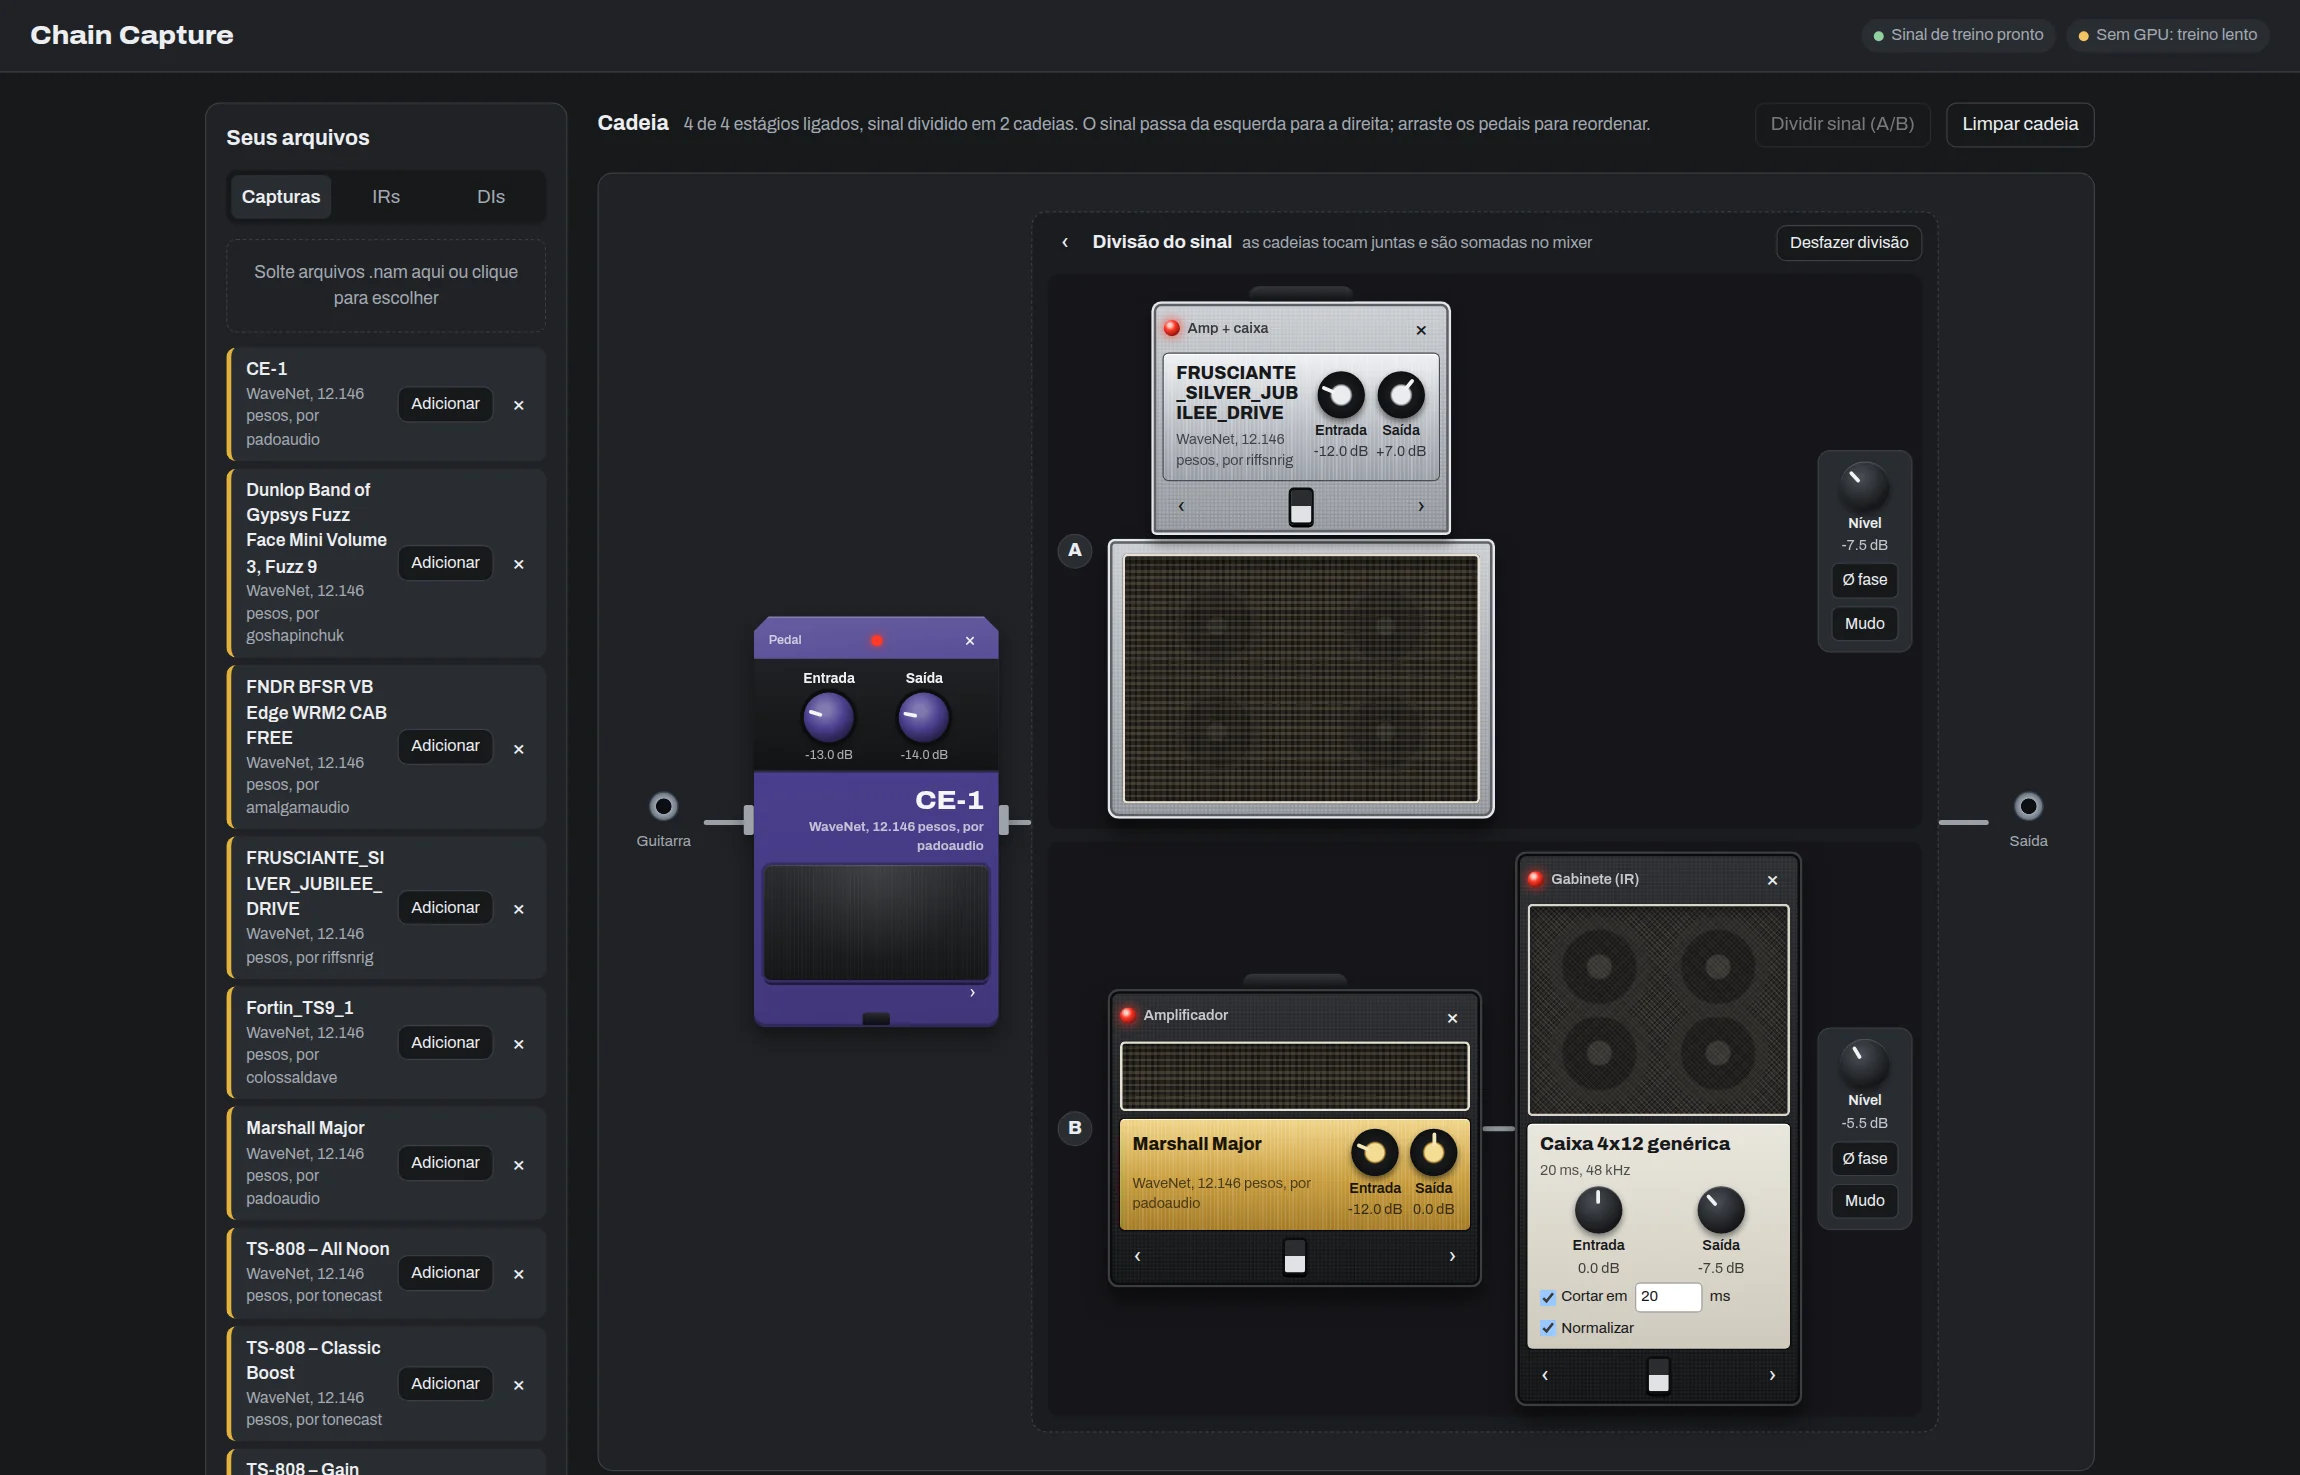 Chain Capture
Sinal de treino pronto
Sem GPU: treino lento
Seus arquivos
Capturas
IRs
DIs
Solte arquivos .nam aqui ou clique
para escolher
CE-1
WaveNet, 12.146
pesos, por
padoaudio
Adicionar
×
Dunlop Band of
Gypsys Fuzz
Face Mini Volume
3, Fuzz 9
WaveNet, 12.146
pesos, por
goshapinchuk
Adicionar
×
FNDR BFSR VB
Edge WRM2 CAB
FREE
WaveNet, 12.146
pesos, por
amalgamaudio
Adicionar
×
FRUSCIANTE_SI
LVER_JUBILEE_
DRIVE
WaveNet, 12.146
pesos, por riffsnrig
Adicionar
×
Fortin_TS9_1
WaveNet, 12.146
pesos, por
colossaldave
Adicionar
×
Marshall Major
WaveNet, 12.146
pesos, por
padoaudio
Adicionar
×
TS-808 – All Noon
WaveNet, 12.146
pesos, por tonecast
Adicionar
×
TS-808 – Classic
Boost
WaveNet, 12.146
pesos, por tonecast
Adicionar
×
TS-808 – Gain
Cadeia
4 de 4 estágios ligados, sinal dividido em 2 cadeias. O sinal passa da esquerda para a direita; arraste os pedais para reordenar.
Dividir sinal (A/B)
Limpar cadeia
Guitarra
Pedal
×
Entrada
Saída
-13.0 dB
-14.0 dB
CE-1
WaveNet, 12.146 pesos, por
padoaudio
›
‹
Divisão do sinal
as cadeias tocam juntas e são somadas no mixer
Desfazer divisão
A
Amp + caixa
×
FRUSCIANTE
_SILVER_JUB
ILEE_DRIVE
WaveNet, 12.146
pesos, por riffsnrig
Entrada
Saída
-12.0 dB
+7.0 dB
‹
›
Nível
-7.5 dB
Ø fase
Mudo
B
Amplificador
×
Marshall Major
WaveNet, 12.146 pesos, por
padoaudio
Entrada
Saída
-12.0 dB
0.0 dB
‹
›
Gabinete (IR)
×
Caixa 4x12 genérica
20 ms, 48 kHz
Entrada
Saída
0.0 dB
-7.5 dB
Cortar em
20
ms
Normalizar
‹
›
Nível
-5.5 dB
Ø fase
Mudo
Saída